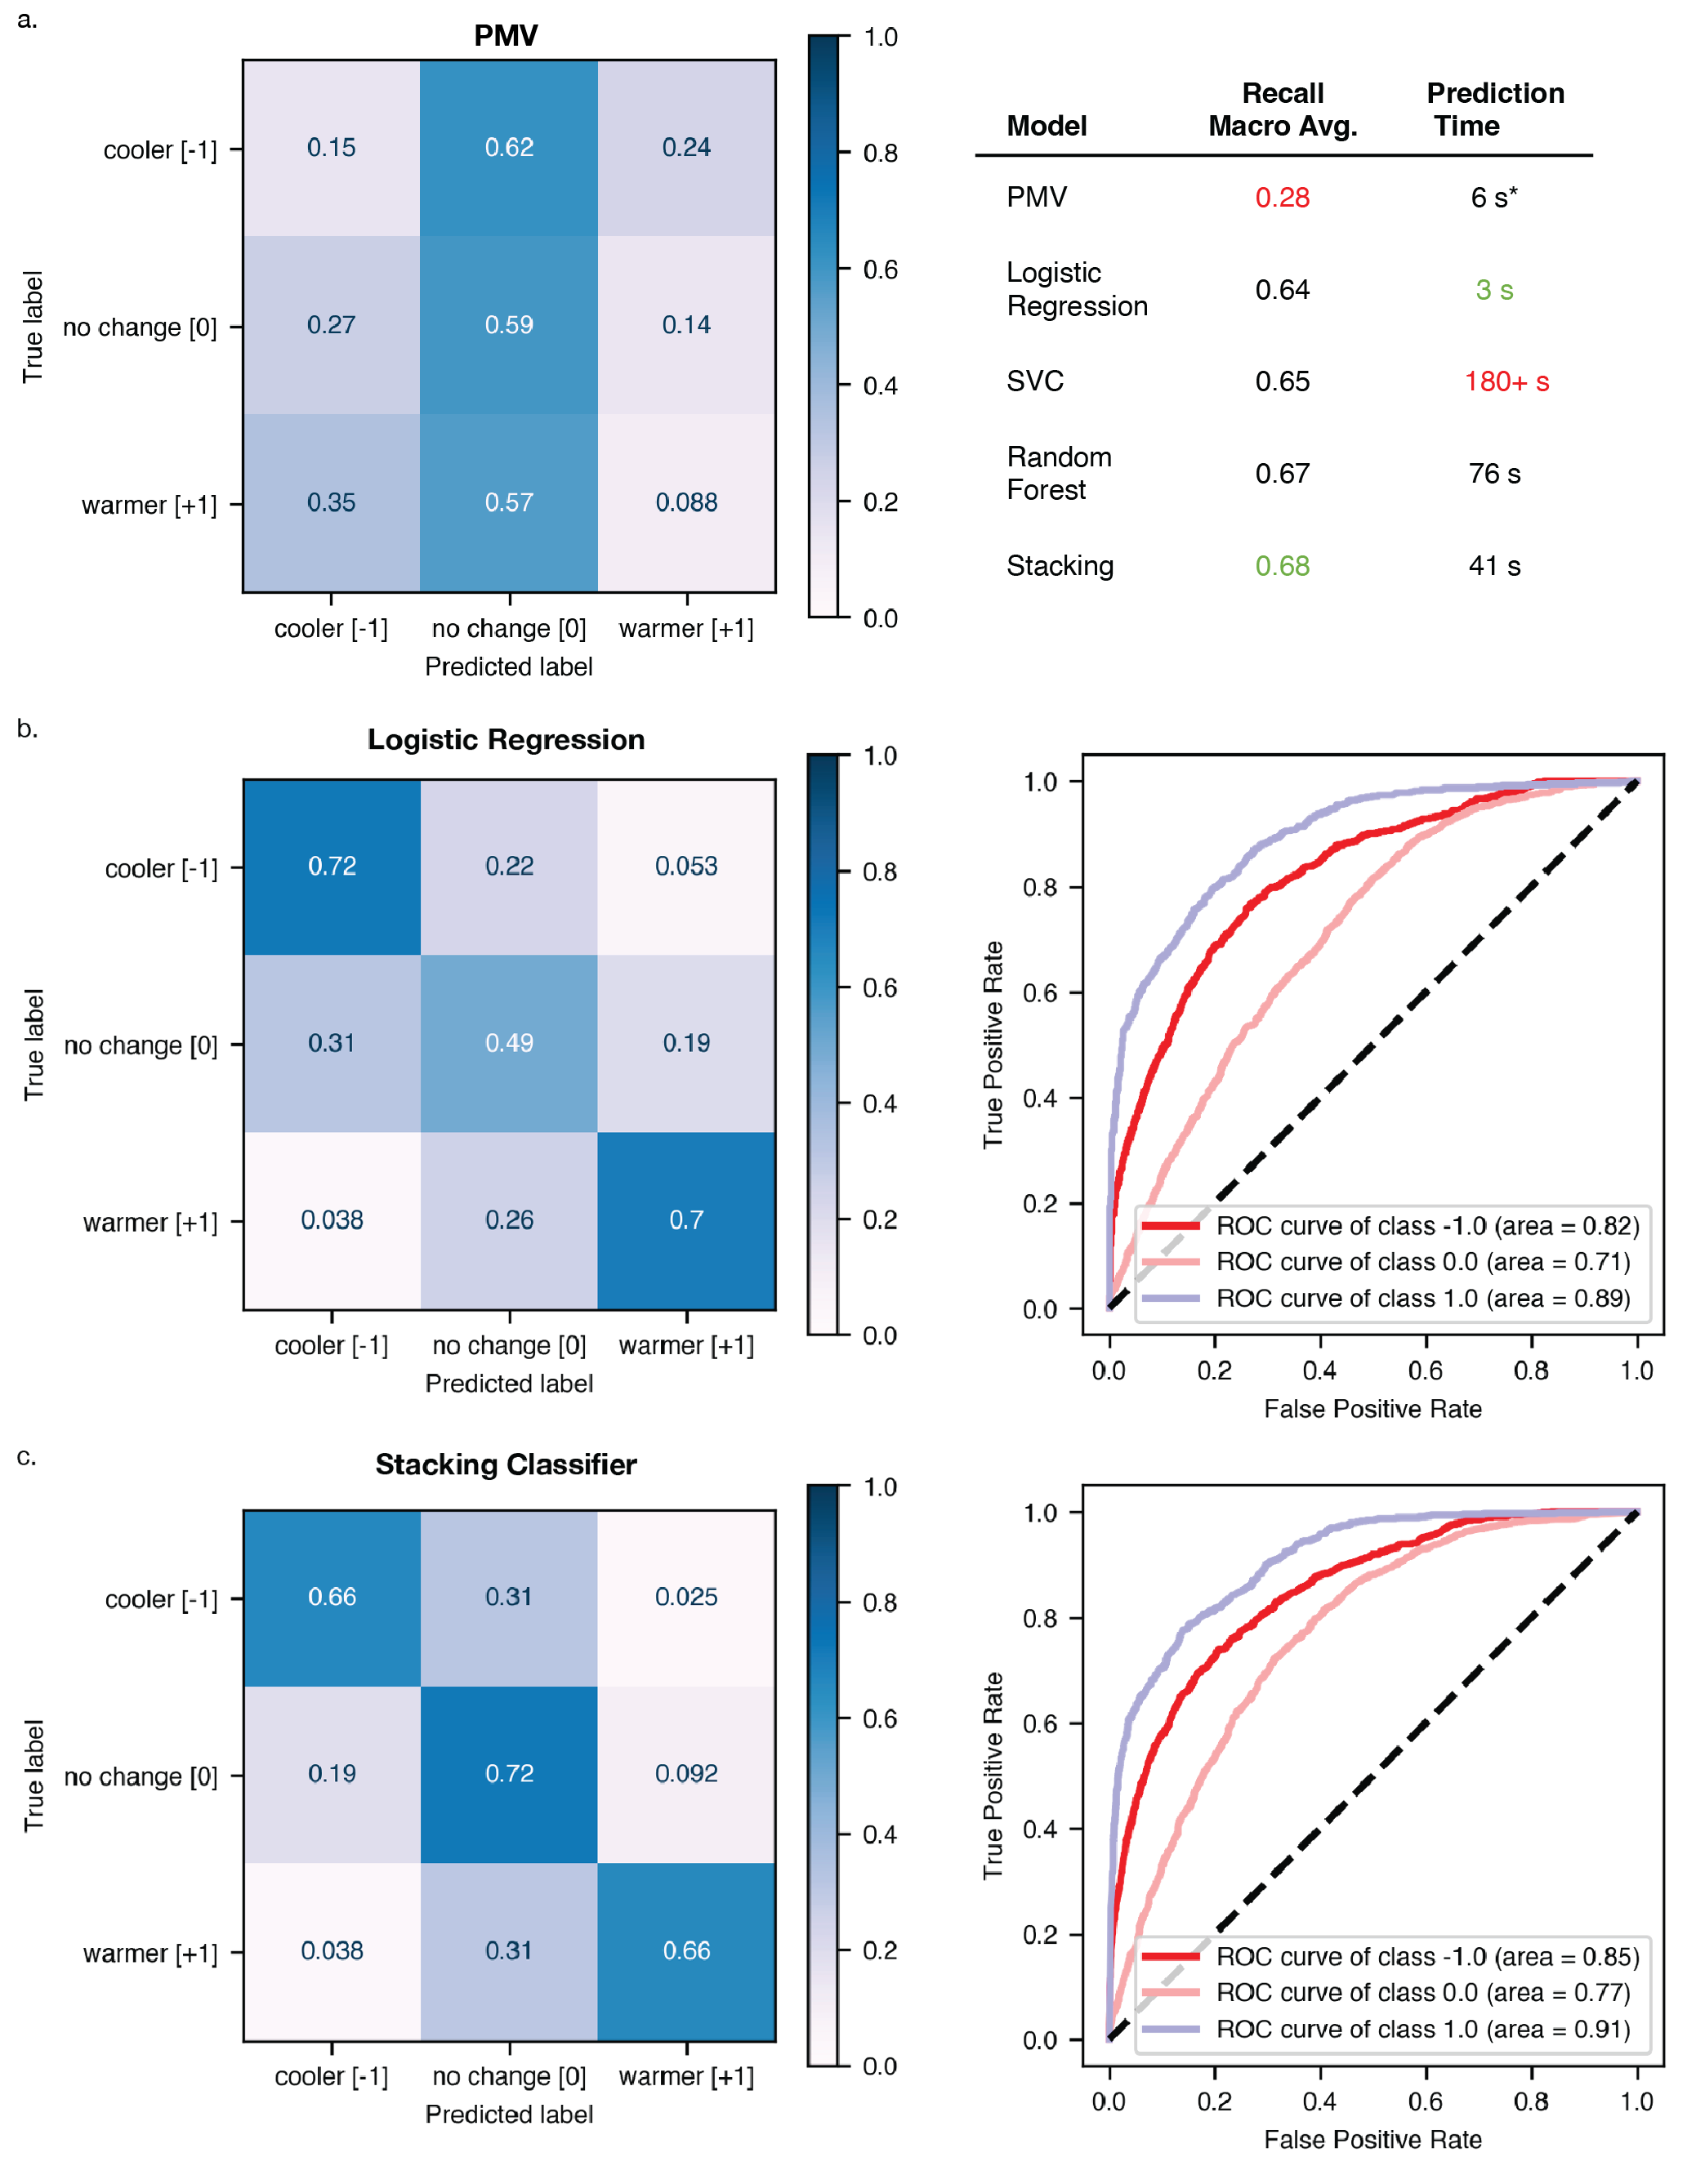 a.
PMV
1.0
0.8
0.6
0.4
0.2
0.0
True label
cooler [-1]
0.15 0.62 0.24
no change [0]
0.27 0.59 0.14
warmer [+1]
0.35 0.57 0.088
cooler [-1] no change [0] warmer [+1]
Predicted label
Recall Prediction
Model Macro Avg. Time
PMV 0.28 6 s*
Logistic
Regression 0.64 3 s
SVC 0.65 180+ s
Random
Forest 0.67 76 s
Stacking 0.68 41 s
b.
Logistic Regression
1.0
0.8
0.6
0.4
0.2
0.0
True label
cooler [-1]
0.72 0.22 0.053
no change [0]
0.31 0.49 0.19
warmer [+1]
0.038 0.26 0.7
cooler [-1] no change [0] warmer [+1]
Predicted label
True Positive Rate
1.0
0.8
0.6
0.4
0.2
0.0
ROC curve of class -1.0 (area = 0.82)
ROC curve of class 0.0 (area = 0.71)
ROC curve of class 1.0 (area = 0.89)
0.0 0.2 0.4 0.6 0.8 1.0
False Positive Rate
c.
Stacking Classifier
1.0
0.8
0.6
0.4
0.2
0.0
True label
cooler [-1]
0.66 0.31 0.025
no change [0]
0.19 0.72 0.092
warmer [+1]
0.038 0.31 0.66
cooler [-1] no change [0] warmer [+1]
Predicted label
True Positive Rate
1.0
0.8
0.6
0.4
0.2
0.0
ROC curve of class -1.0 (area = 0.85)
ROC curve of class 0.0 (area = 0.77)
ROC curve of class 1.0 (area = 0.91)
0.0 0.2 0.4 0.6 0.8 1.0
False Positive Rate